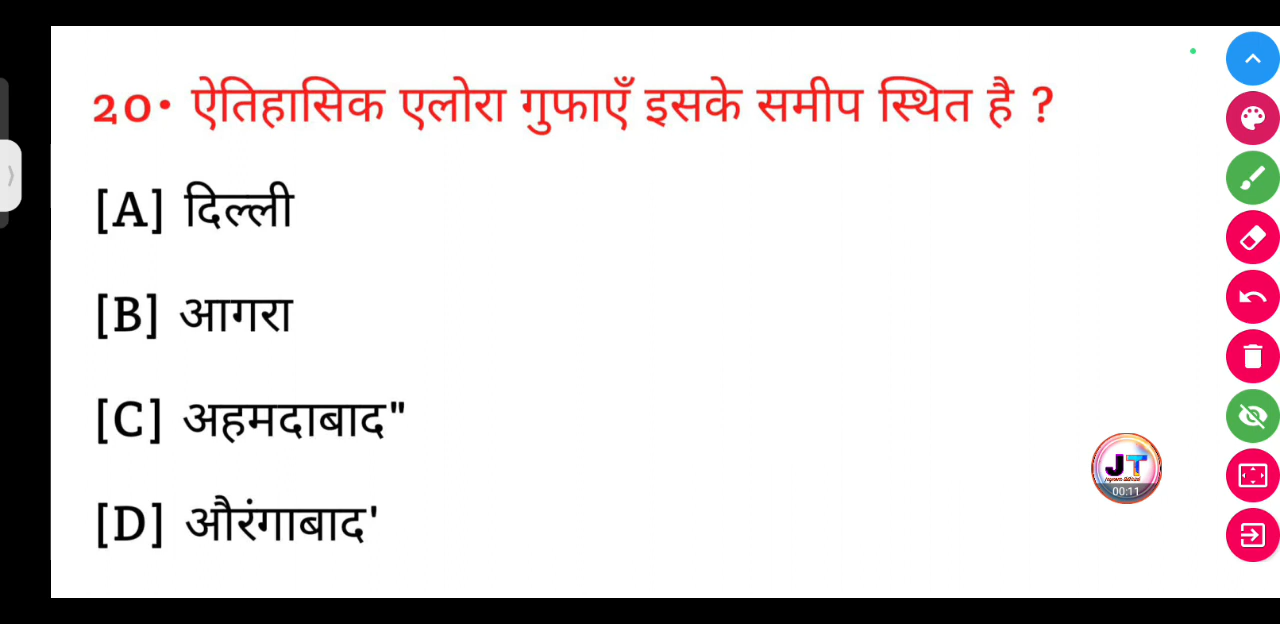 20• ऐतिहासिक एलोरा गुफाएँ इसके समीप स्थित है ?
[A] दिल्ली
[B] आगरा
[C] अहमदाबाद"
[D] औरंगाबाद'
JT
00:11